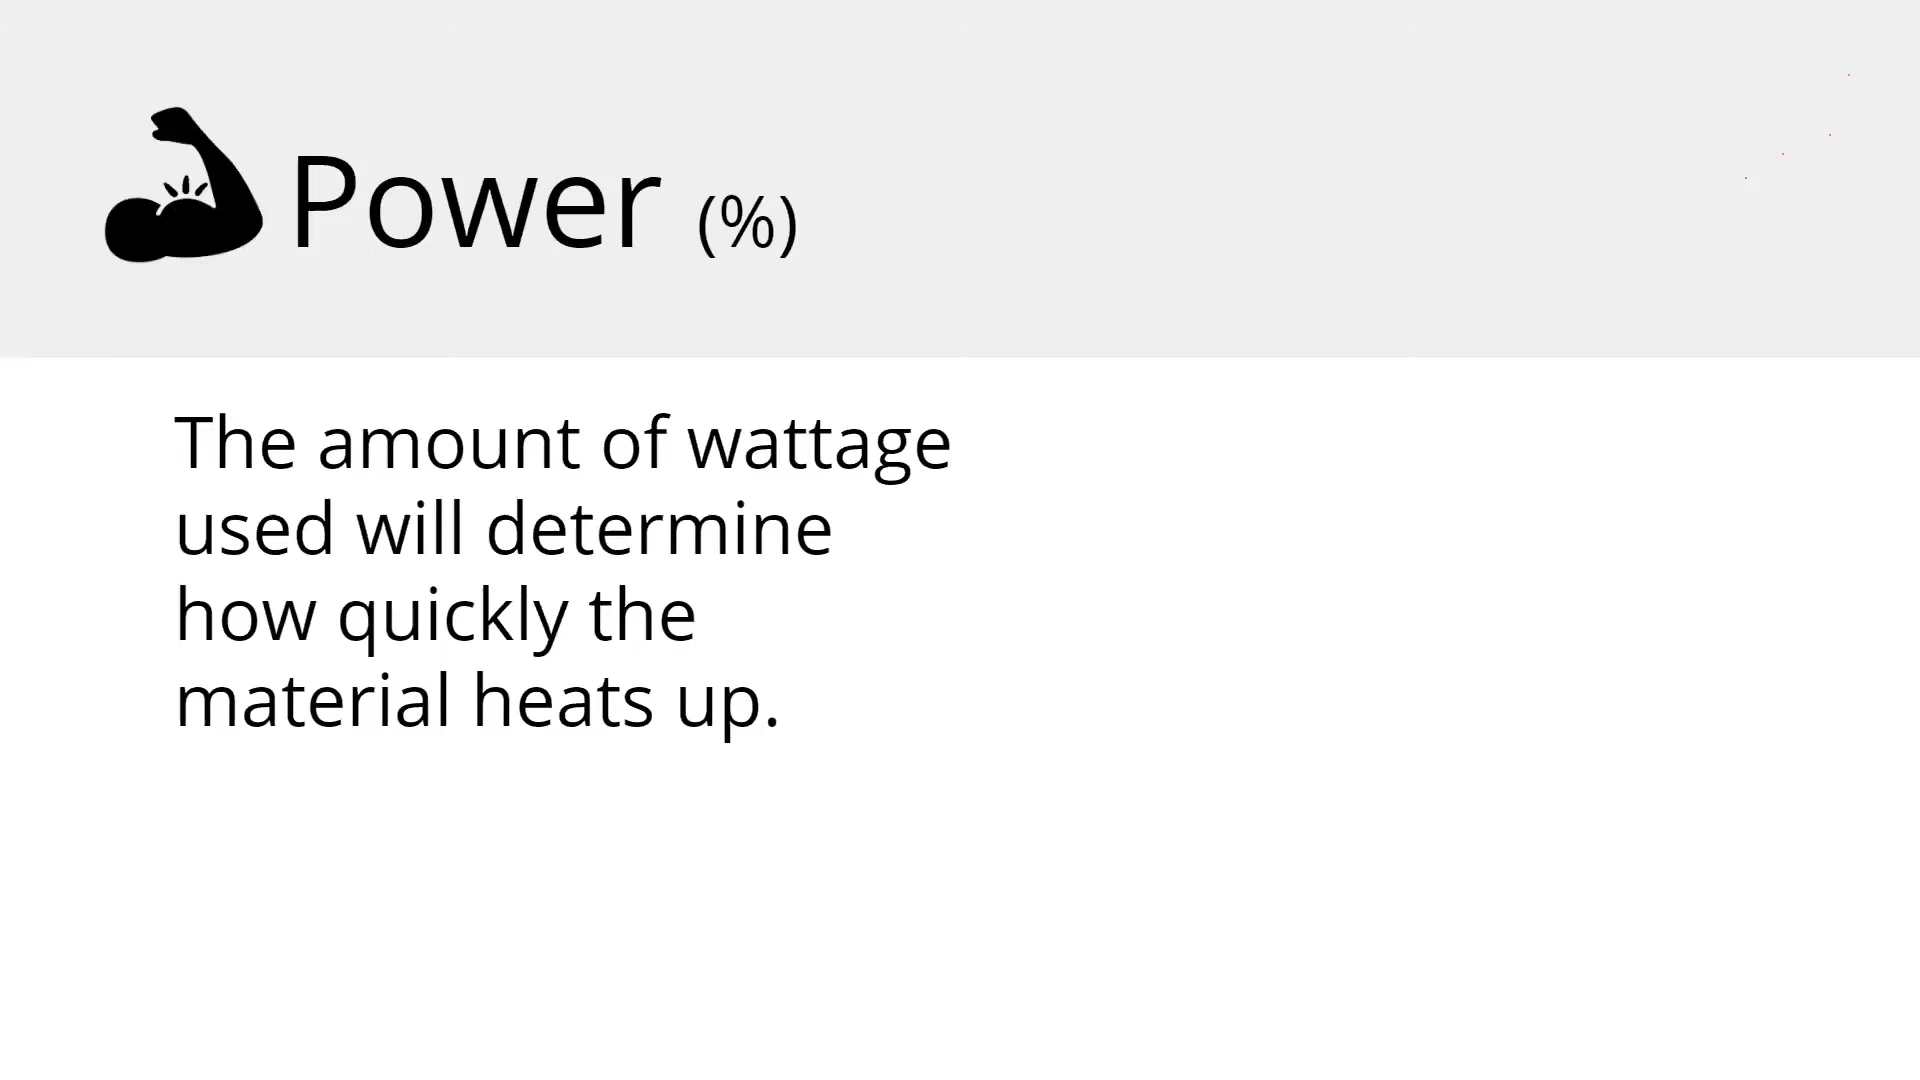 Power (%)
The amount of wattage
used will determine
how quickly the
material heats up.